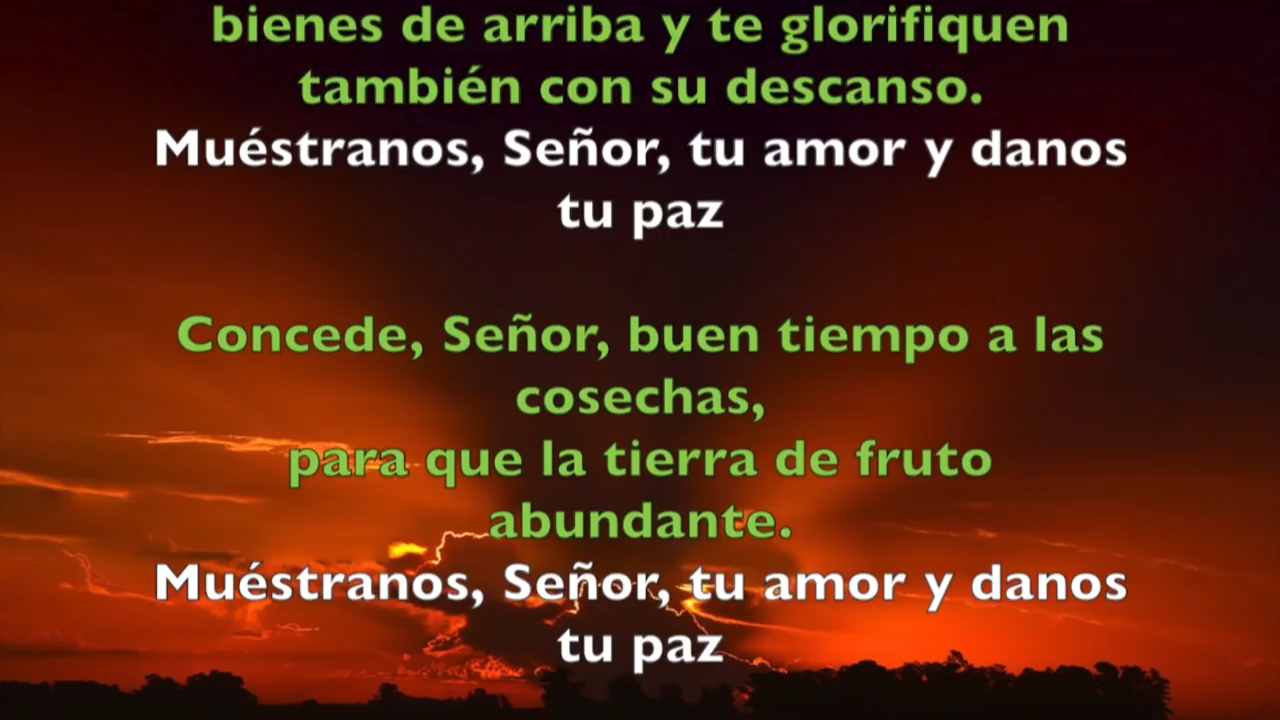 bienes de arriba y te glorifiquen
también con su descanso.
Muéstranos, Señor, tu amor y danos
tu paz
Concede, Señor, buen tiempo a las
cosechas,
para que la tierra de fruto
abundante.
Muéstranos, Señor, tu amor y danos
tu paz